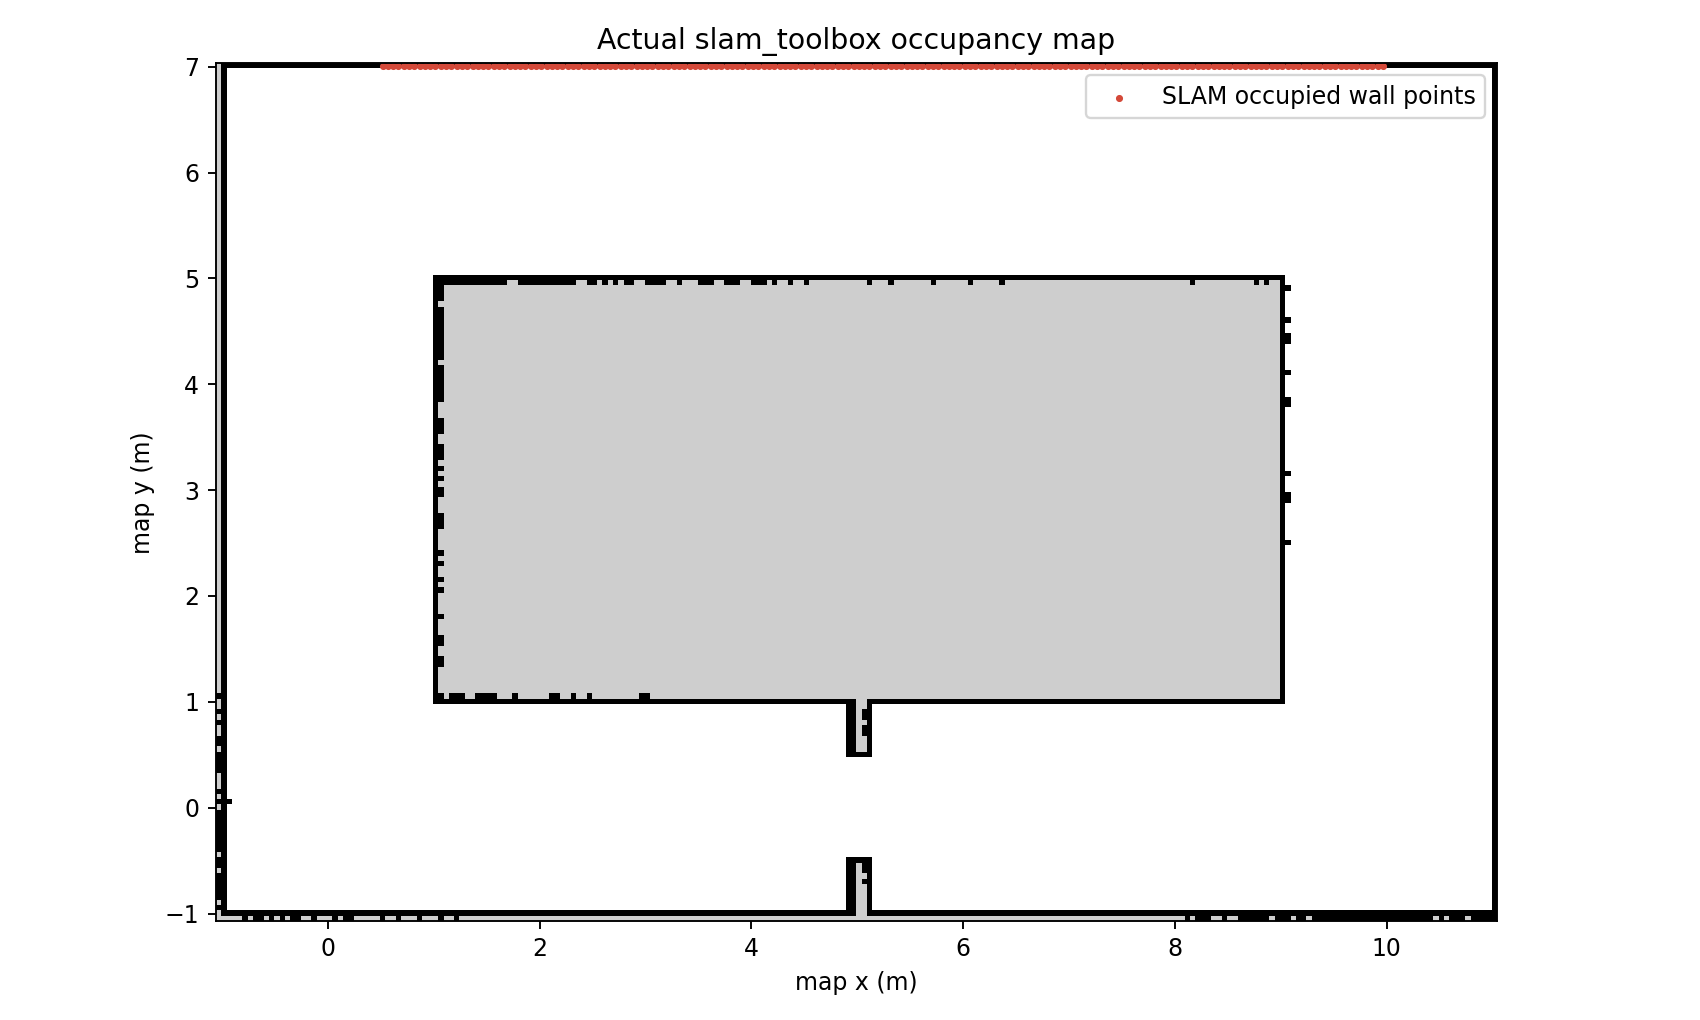 Actual slam_toolbox occupancy map
SLAM occupied wall points
7
6
5
4
3
2
1
0
−1
map y (m)
0 2 4 6 8 10
map x (m)